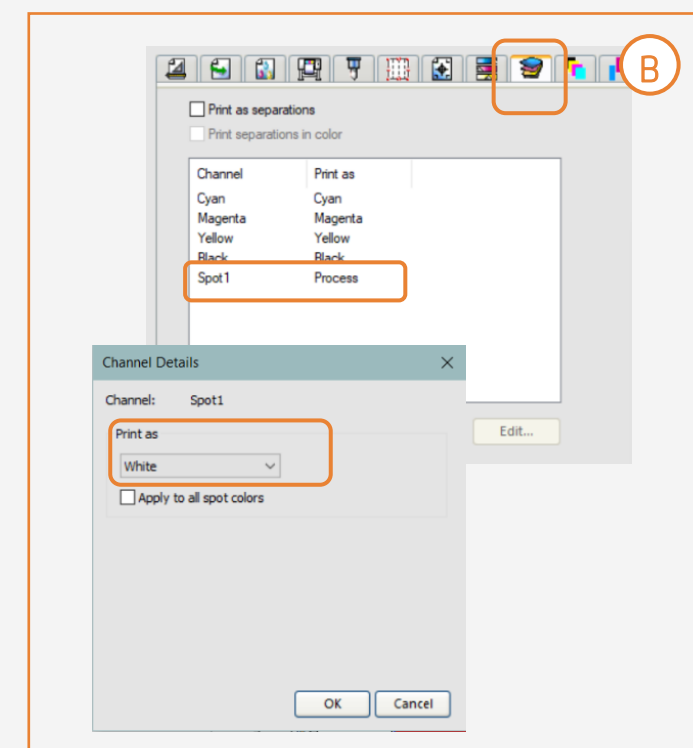 B
Print as separations
Print separations in color
Channel Print as
Cyan Cyan
Magenta Magenta
Yellow Yellow
Black Black
Spot1 Process
Edit...
Channel Details
Channel: Spot1
Print as
White
Apply to all spot colors
OK Cancel